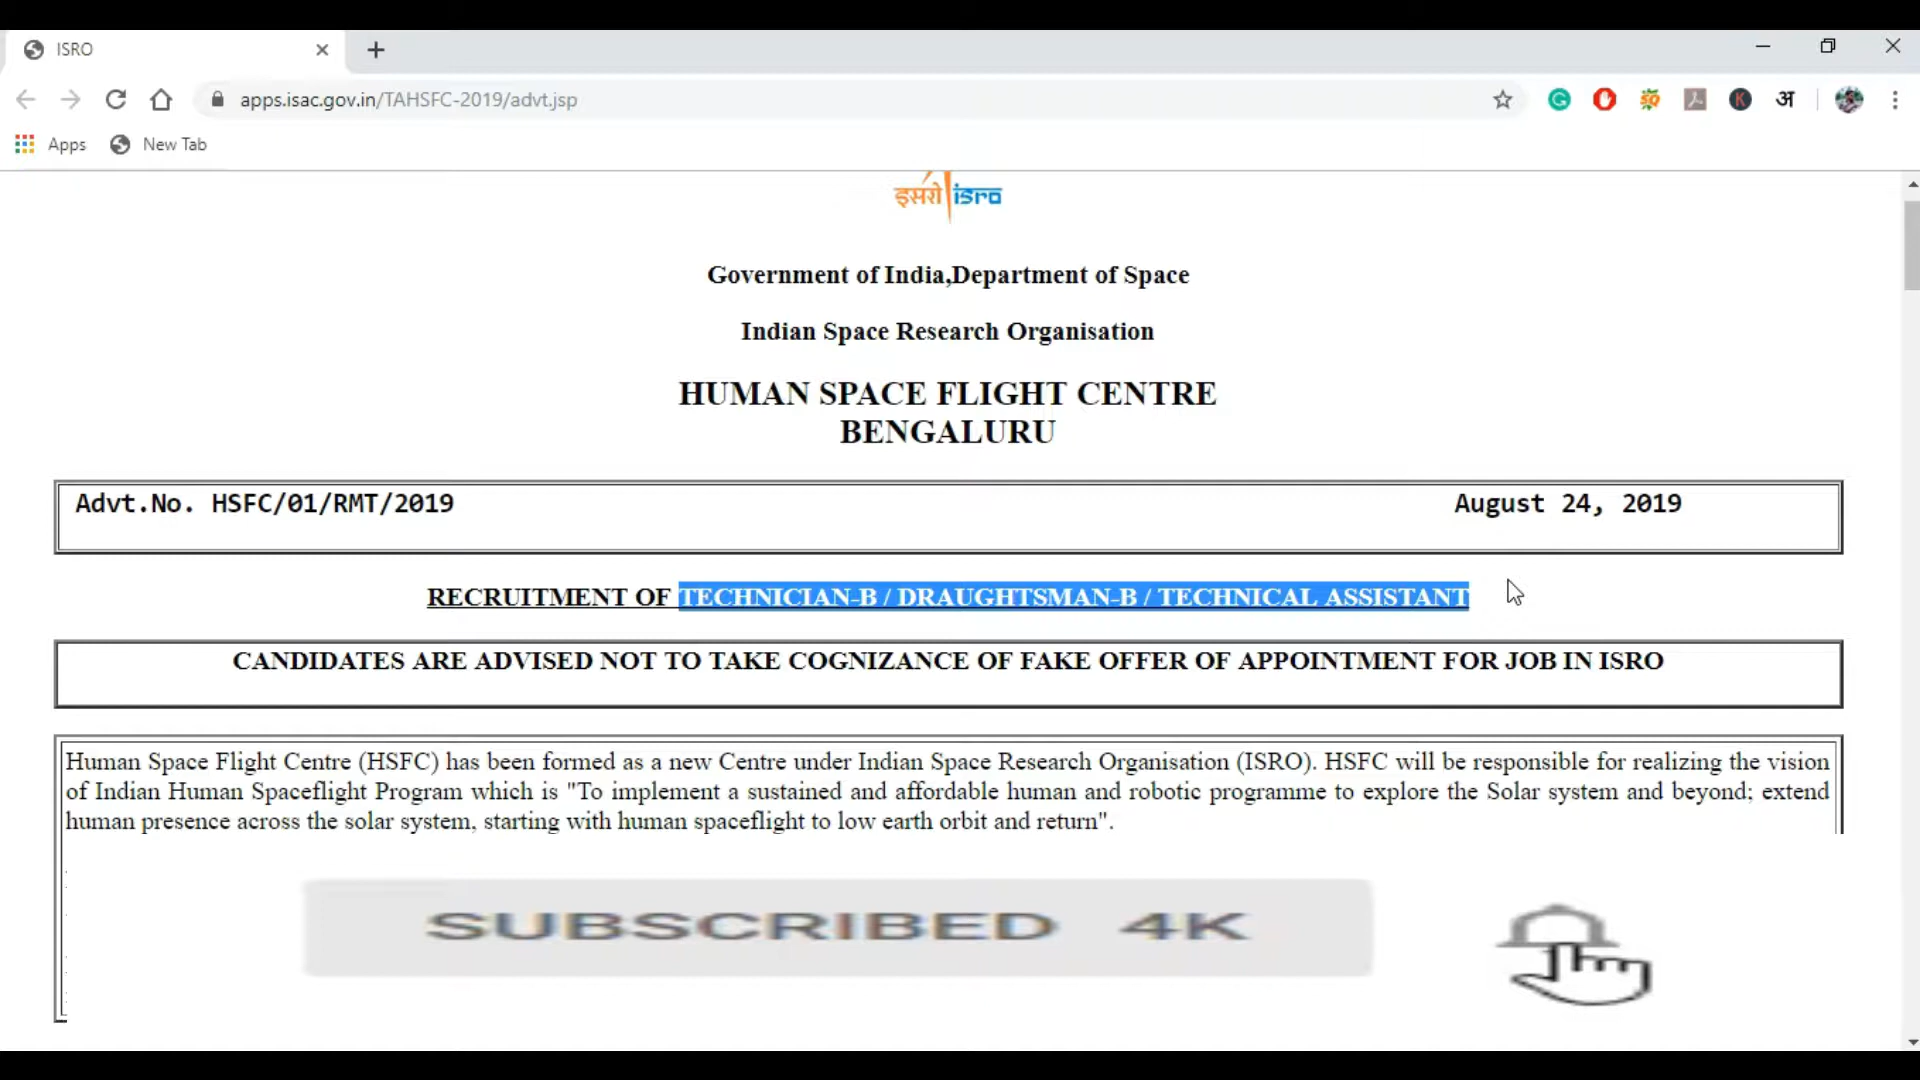 ISRO
apps.isac.gov.in/TAHSFC-2019/advt.jsp
अ
Apps
New Tab
इसरो isro
Government of India,Department of Space
Indian Space Research Organisation
HUMAN SPACE FLIGHT CENTRE
BENGALURU
Advt.No. HSFC/01/RMT/2019 August 24, 2019
RECRUITMENT OF TECHNICIAN-B / DRAUGHTSMAN-B / TECHNICAL ASSISTANT
CANDIDATES ARE ADVISED NOT TO TAKE COGNIZANCE OF FAKE OFFER OF APPOINTMENT FOR JOB IN ISRO
Human Space Flight Centre (HSFC) has been formed as a new Centre under Indian Space Research Organisation (ISRO). HSFC will be responsible for realizing the vision
of Indian Human Spaceflight Program which is "To implement a sustained and affordable human and robotic programme to explore the Solar system and beyond; extend
human presence across the solar system, starting with human spaceflight to low earth orbit and return".
SUBSCRIBED 4K